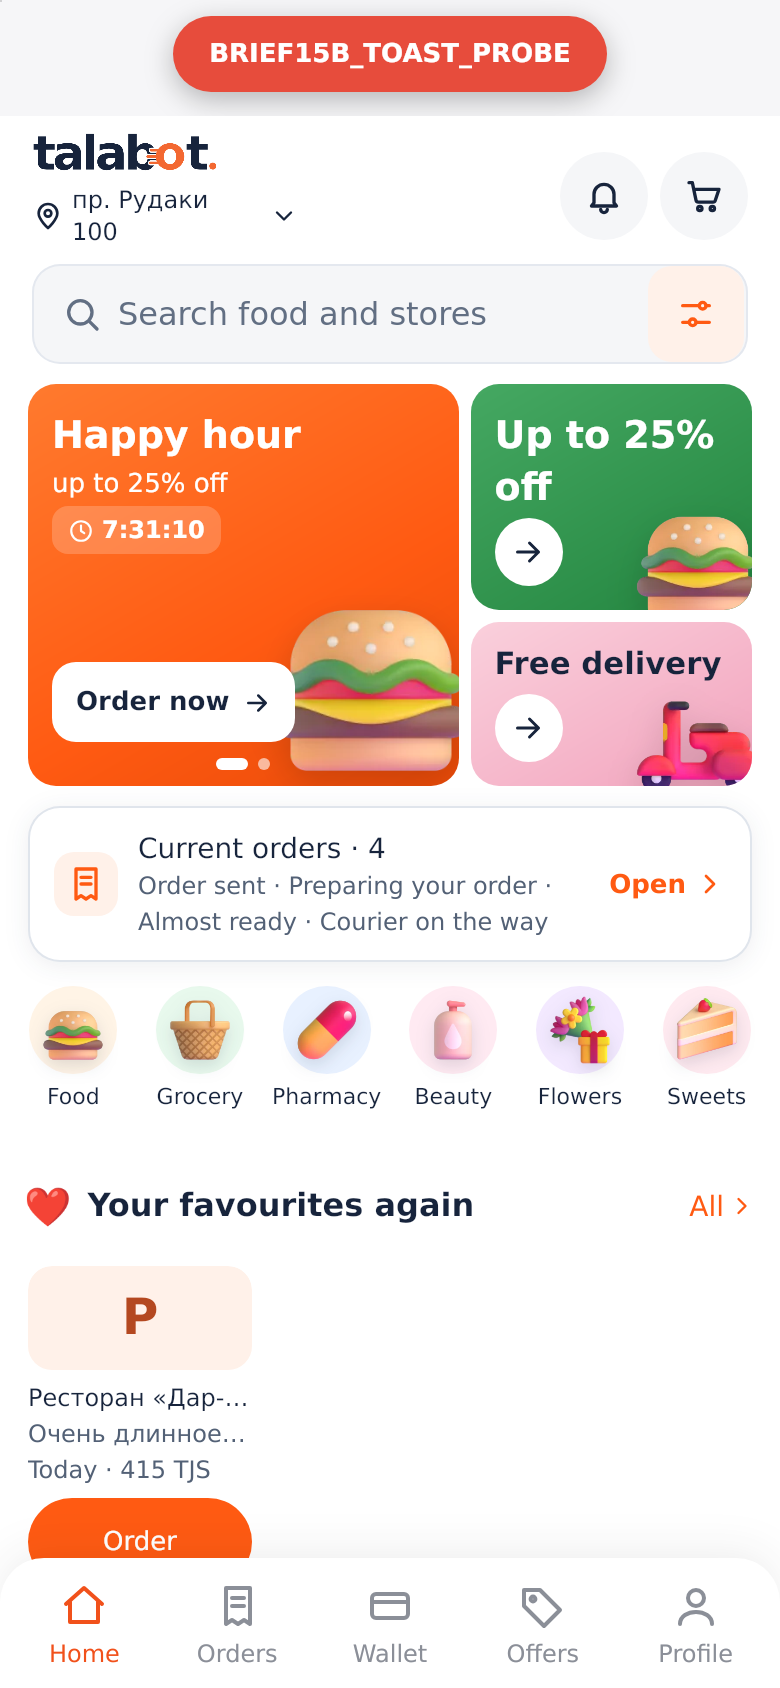 BRIEF15B_TOAST_PROBE
talabot.
пр. Рудаки
100
Search food and stores
Happy hour
up to 25% off
7:31:10
Order now
Up to 25%
off
Free delivery
Current orders · 4
Order sent · Preparing your order ·
Almost ready · Courier on the way
Open
Food
Grocery
Pharmacy
Beauty
Flowers
Sweets
Your favourites again
All
Р
Ресторан «Дар-...
Очень длинное...
Today · 415 TJS
Order
Home
Orders
Wallet
Offers
Profile